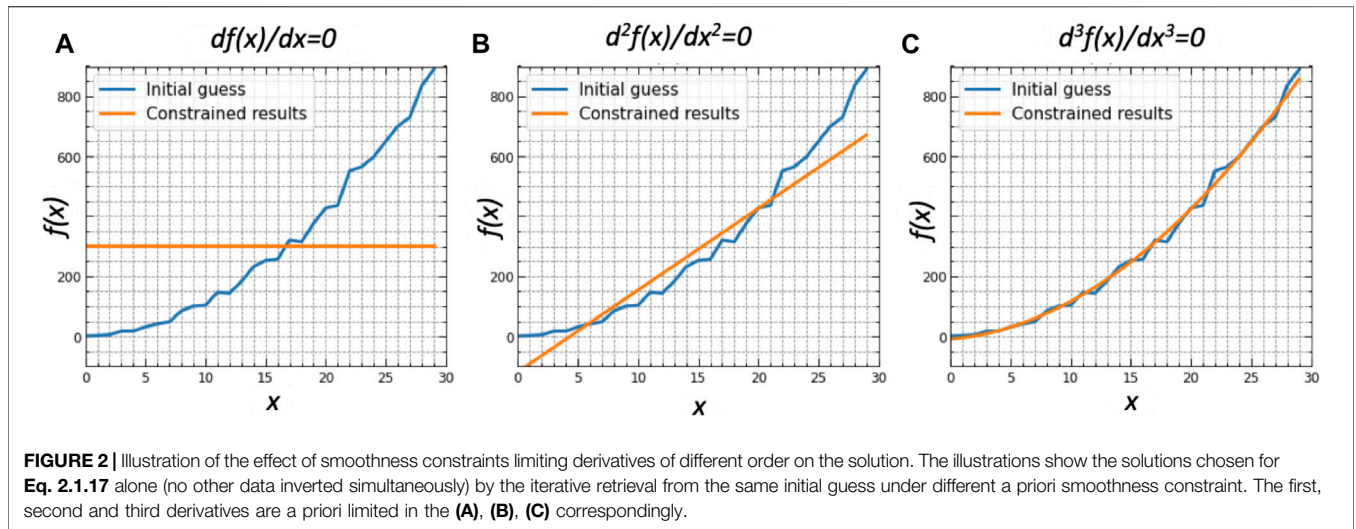 A
df(x)/dx=0
Initial guess
Constrained results
800
600
200
0
f(x)
0 5 10 15 20 25 30
X
B
d²f(x)/dx²=0
Initial guess
Constrained results
800
600
400
200
0
f(x)
0 5 10 15 20 25 30
X
C
d³f(x)/dx³=0
Initial guess
Constrained results
800
600
200
0
f(x)
0 5 10 15 20 25 30
X
FIGURE 2 | Illustration of the effect of smoothness constraints limiting derivatives of different order on the solution. The illustrations show the solutions chosen for
Eq. 2.1.17 alone (no other data inverted simultaneously) by the iterative retrieval from the same initial guess under different a priori smoothness constraint. The first,
second and third derivatives are a priori limited in the (A), (B), (C) correspondingly.